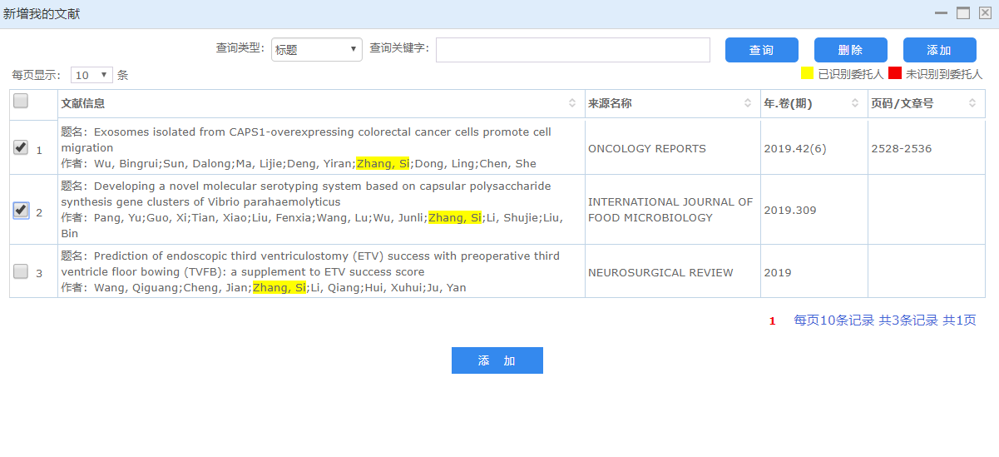 新增我的文献
查询类型: 标题 查询关键字: 查询 删除 添加
每页显示: 10 条 已识别委托人 未识别到委托人
文献信息 来源名称 年.卷(期) 页码/文章号
题名: Exosomes isolated from CAPS1-overexpressing colorectal cancer cells promote cell
migration
作者: Wu, Bingrui;Sun, Dalong;Ma, Lijie;Deng, Yiran;Zhang, Si;Dong, Ling;Chen, She
1 ONCOLOGY REPORTS 2019.42(6) 2528-2536
题名: Developing a novel molecular serotyping system based on capsular polysaccharide
synthesis gene clusters of Vibrio parahaemolyticus
作者: Pang, Yu;Guo, Xi;Tian, Xiao;Liu, Fenxia;Wang, Lu;Wu, Junli;Zhang, Si;Li, Shujie;Liu,
Bin
2 INTERNATIONAL JOURNAL OF
FOOD MICROBIOLOGY 2019.309
题名: Prediction of endoscopic third ventriculostomy (ETV) success with preoperative third
ventricle floor bowing (TVFB): a supplement to ETV success score
作者: Wang, Qiguang;Cheng, Jian;Zhang, Si;Li, Qiang;Hui, Xuhui;Ju, Yan
3 NEUROSURGICAL REVIEW 2019
1 每页10条记录 共3条记录 共1页
添 加